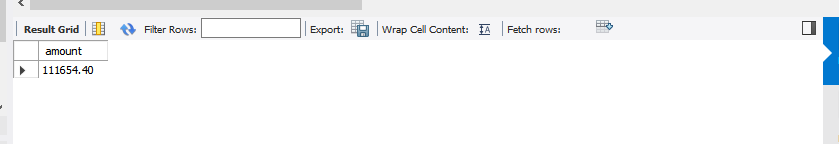 Result Grid Filter Rows: Export: Wrap Cell Content: Fetch rows:
amount
111654.40